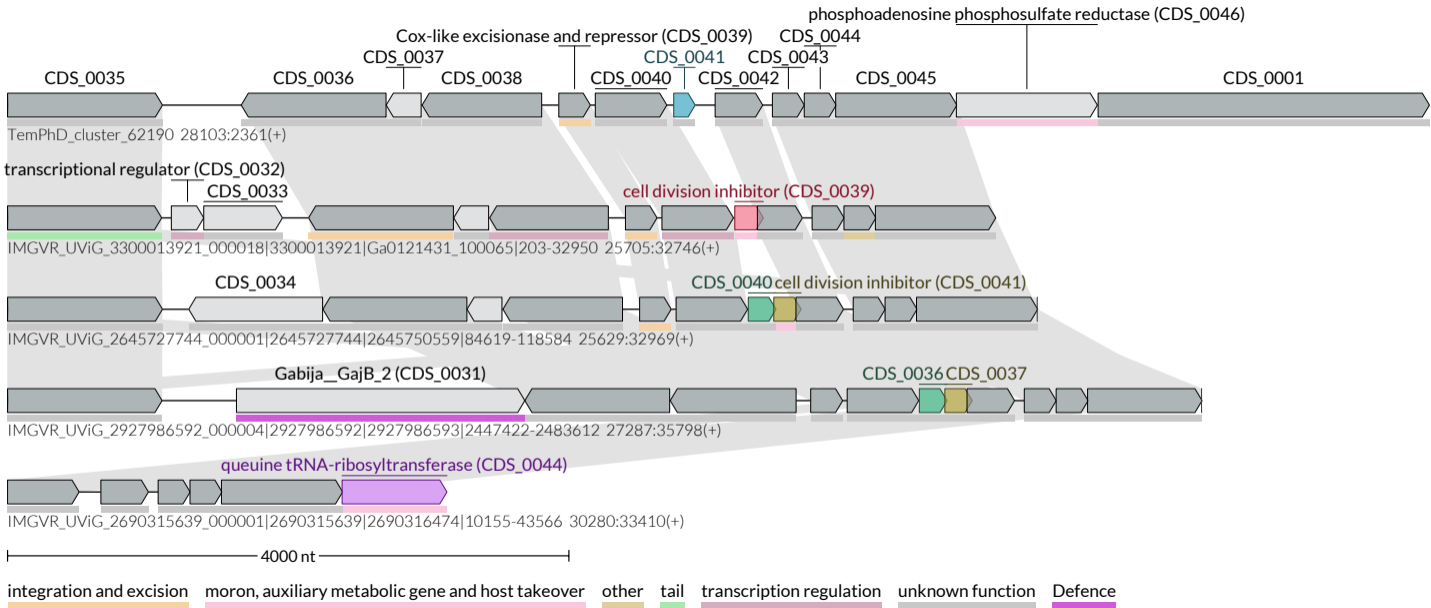 phosphoadenosine phosphosulfate reductase (CDS_0046)
Cox-like excisionase and repressor (CDS_0039) CDS_0044
CDS_0037 CDS_0041 CDS_0043
CDS_0035 CDS_0036 CDS_0038 CDS_0040 CDS_0042 CDS_0045 CDS_0001
TemPhD_cluster_62190 28103:2361(+)
transcriptional regulator (CDS_0032)
CDS_0033 cell division inhibitor (CDS_0039)
IMGVR_UViG_3300013921_000018|3300013921|Ga0121431_100065|203-32950 25705:32746(+)
CDS_0034 CDS_0040 cell division inhibitor (CDS_0041)
IMGVR_UViG_2645727744_000001|2645727744|2645750559|84619-118584 25629:32969(+)
Gabija__GajB_2 (CDS_0031) CDS_0036 CDS_0037
IMGVR_UViG_2927986592_000004|2927986592|2927986593|2447422-2483612 27287:35798(+)
queuine tRNA-ribosyltransferase (CDS_0044)
IMGVR_UViG_2690315639_000001|2690315639|2690316474|10155-43566 30280:33410(+)
4000 nt
integration and excision moron, auxiliary metabolic gene and host takeover other tail transcription regulation unknown function Defence